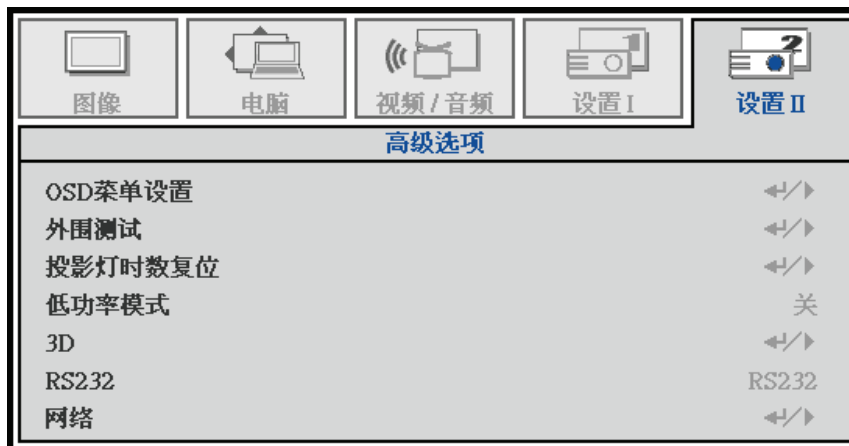 图像
电脑
视频 / 音频
设置 I
2
设置 II
高级选项
OSD菜单设置
外围测试
投影灯时数复位
低功率模式 关
3D
RS232 RS232
网络